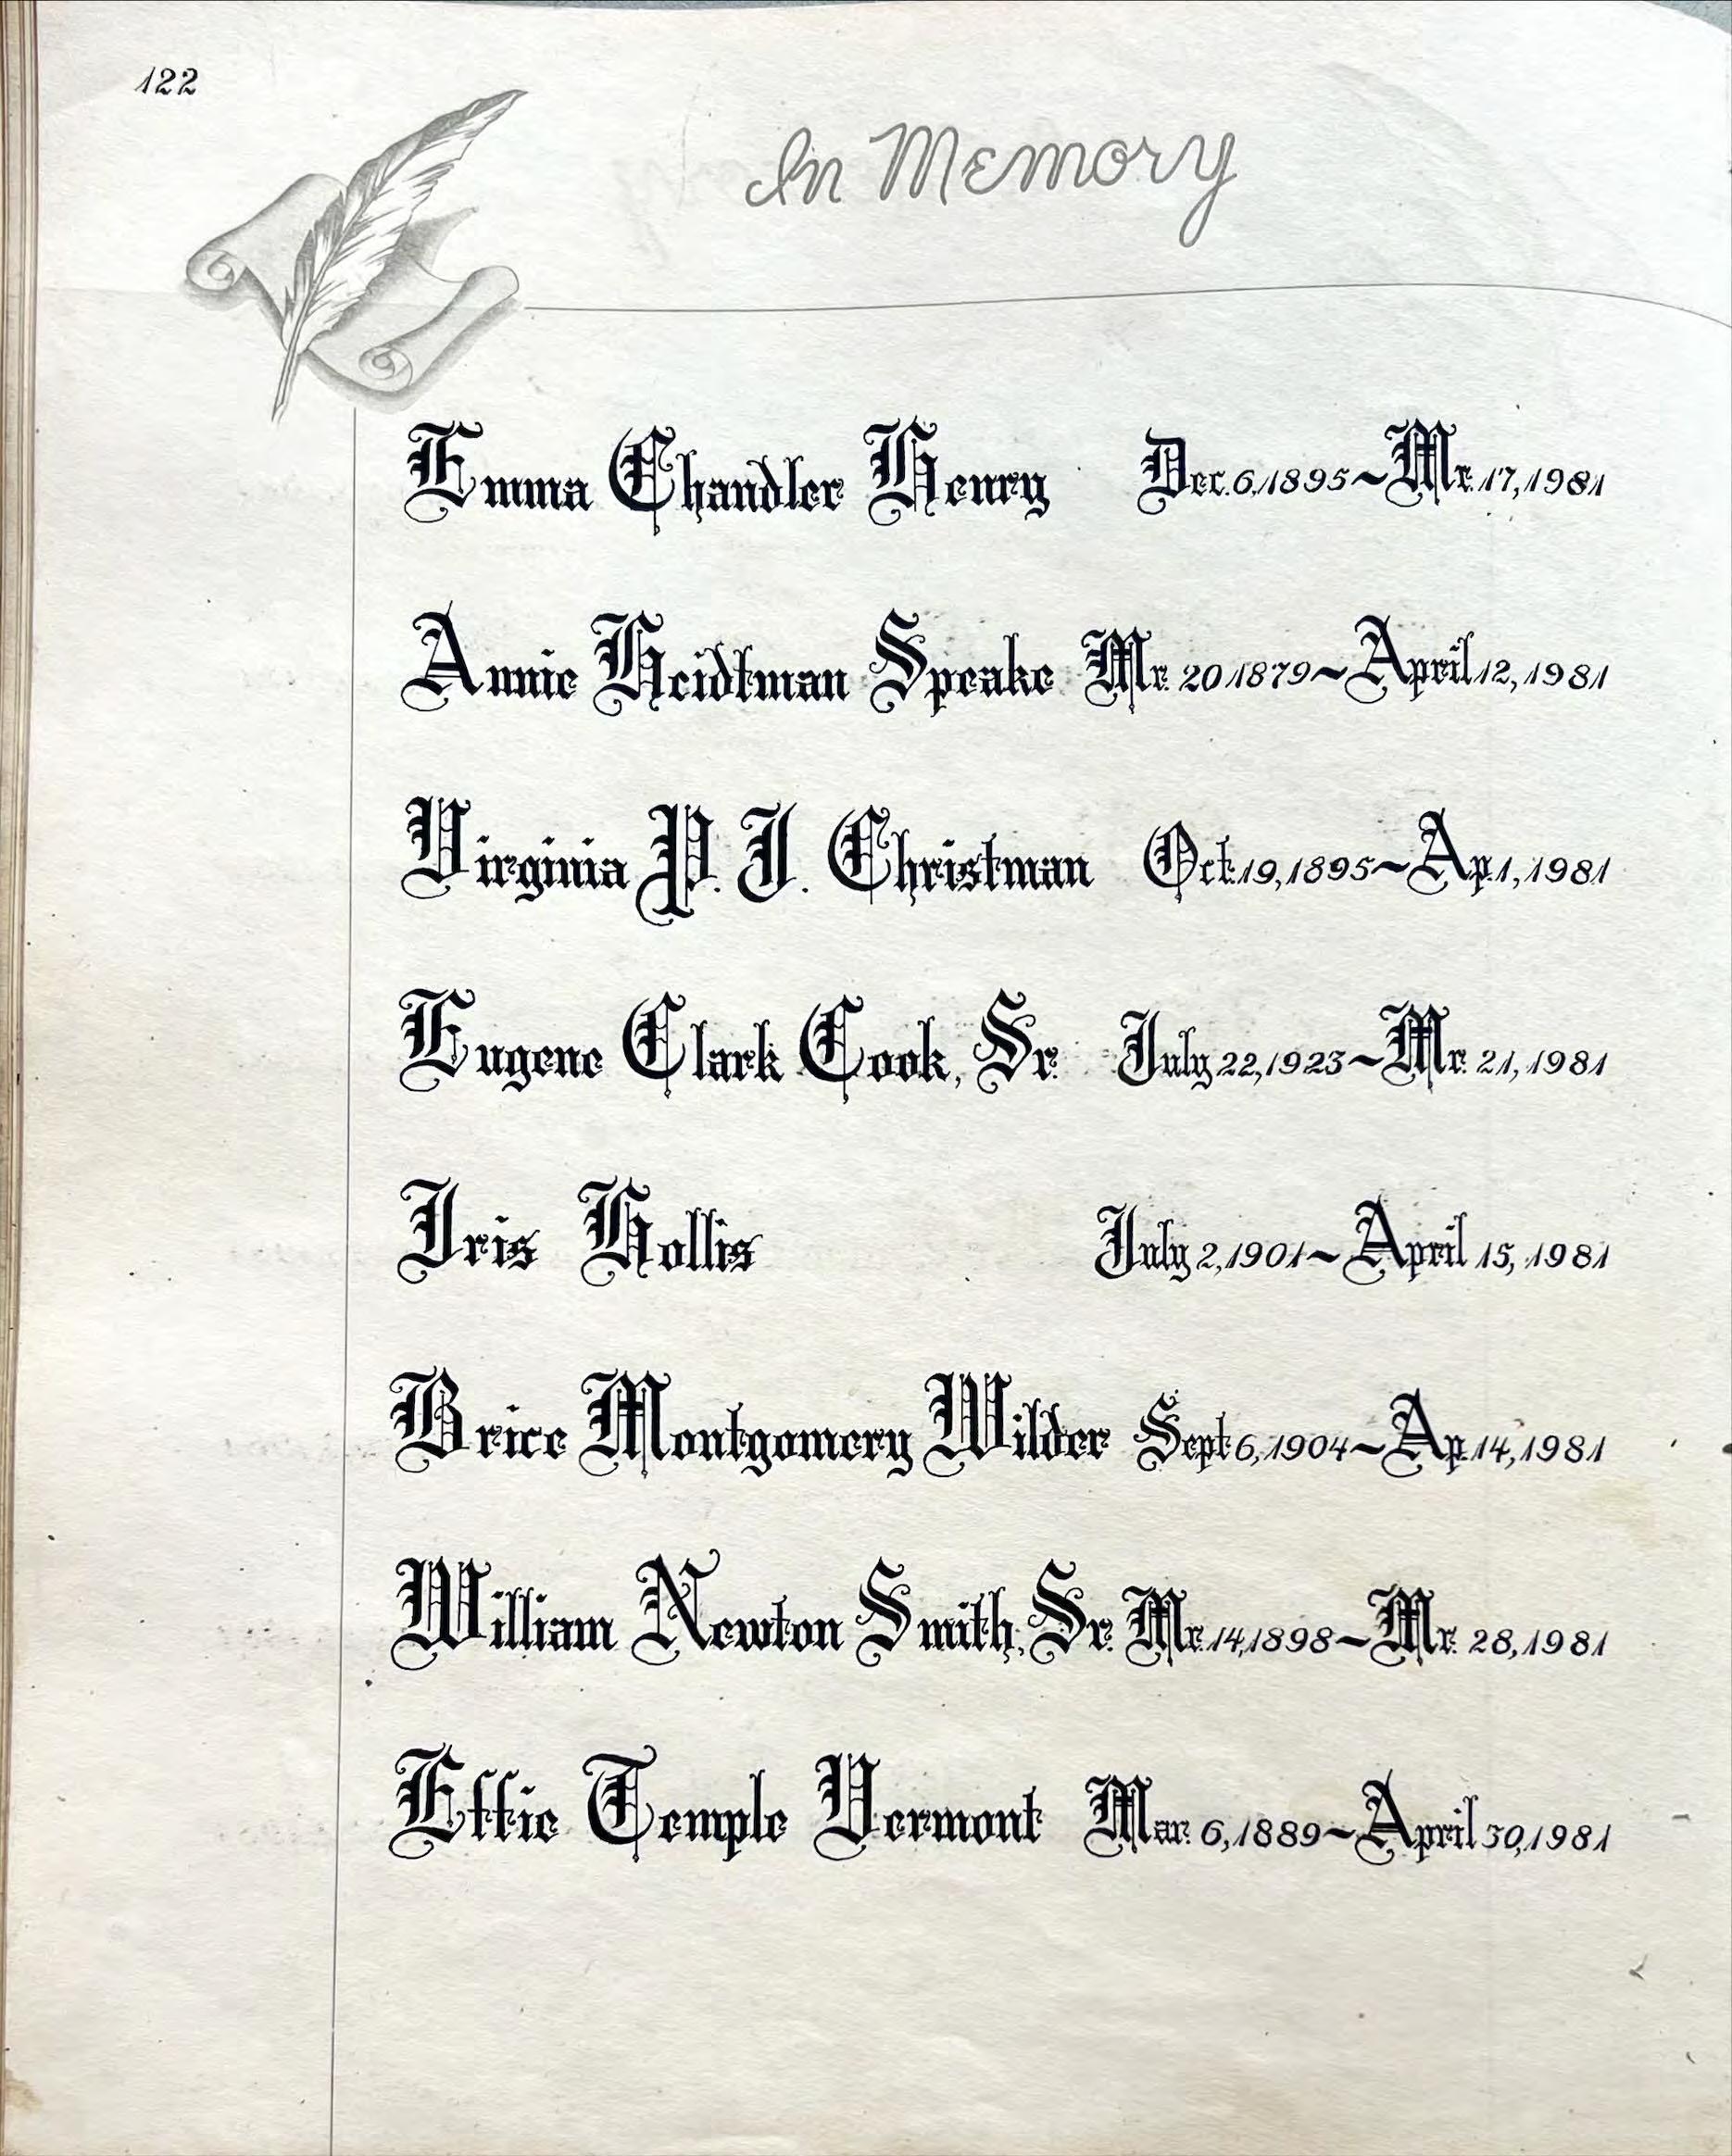 122
In Memory
Emma Chandler Henry Dec. 6, 1895~Mr. 17, 1981
Annie Heidtman Speake Mr. 20 1879~April 12, 1981
Virginia P. I. Christman Oct. 19, 1895~Ap. 1, 1981
Eugene Clark Cook, Sr. July 22, 1923~Mr. 21, 1981
Iris Hollis July 2, 1901~April 15, 1981
Brice Montgomery Wilder Sept. 6, 1904~Ap. 14, 1981
William Newton Smith, Sr. Mr. 14, 1898~Mr. 28, 1981
Effie Temple Vermont Mar. 6, 1889~April 30, 1981